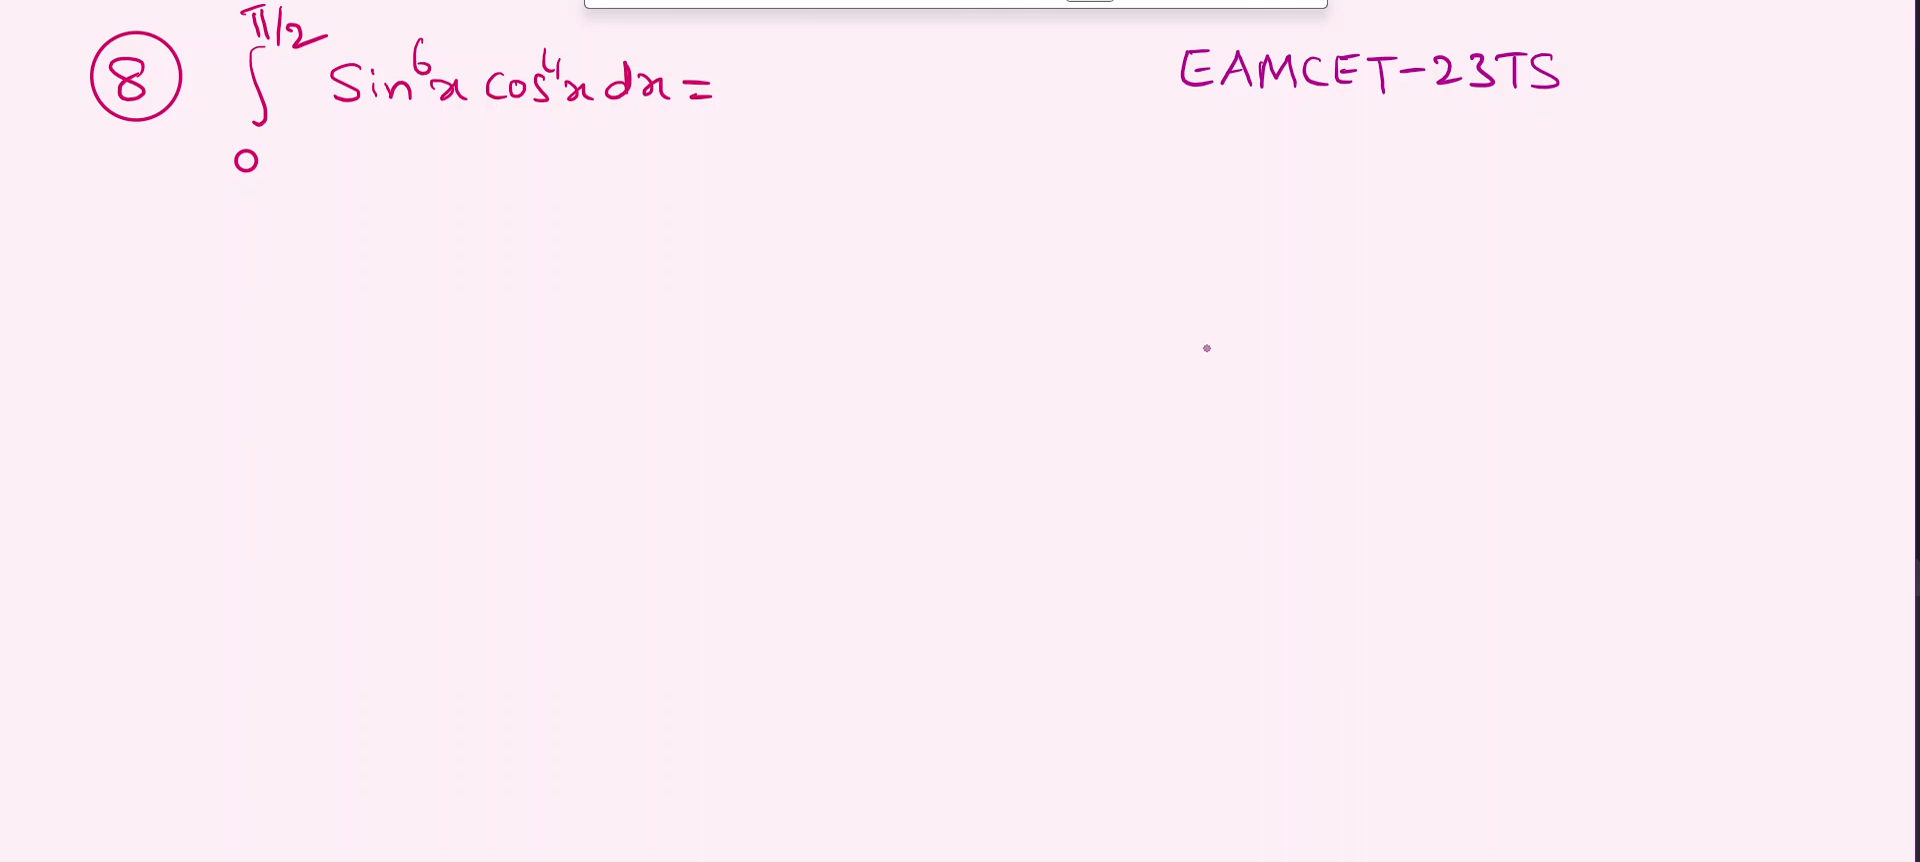 ⑧ ∫₀^{π/2} Sin⁶x cos⁴x dx =
EAMCET-23TS